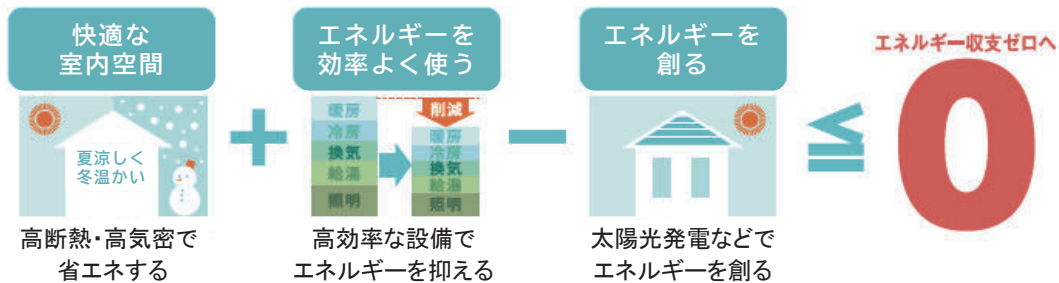 快適な
室内空間
夏涼しく
冬温かい
高断熱・高気密で
省エネする
+
エネルギーを
効率よく使う
暖房
冷房
換気
給湯
照明
削減
暖房
冷房
換気
給湯
照明
高効率な設備で
エネルギーを抑える
−
エネルギーを
創る
太陽光発電などで
エネルギーを創る
≦
エネルギー収支ゼロへ
0